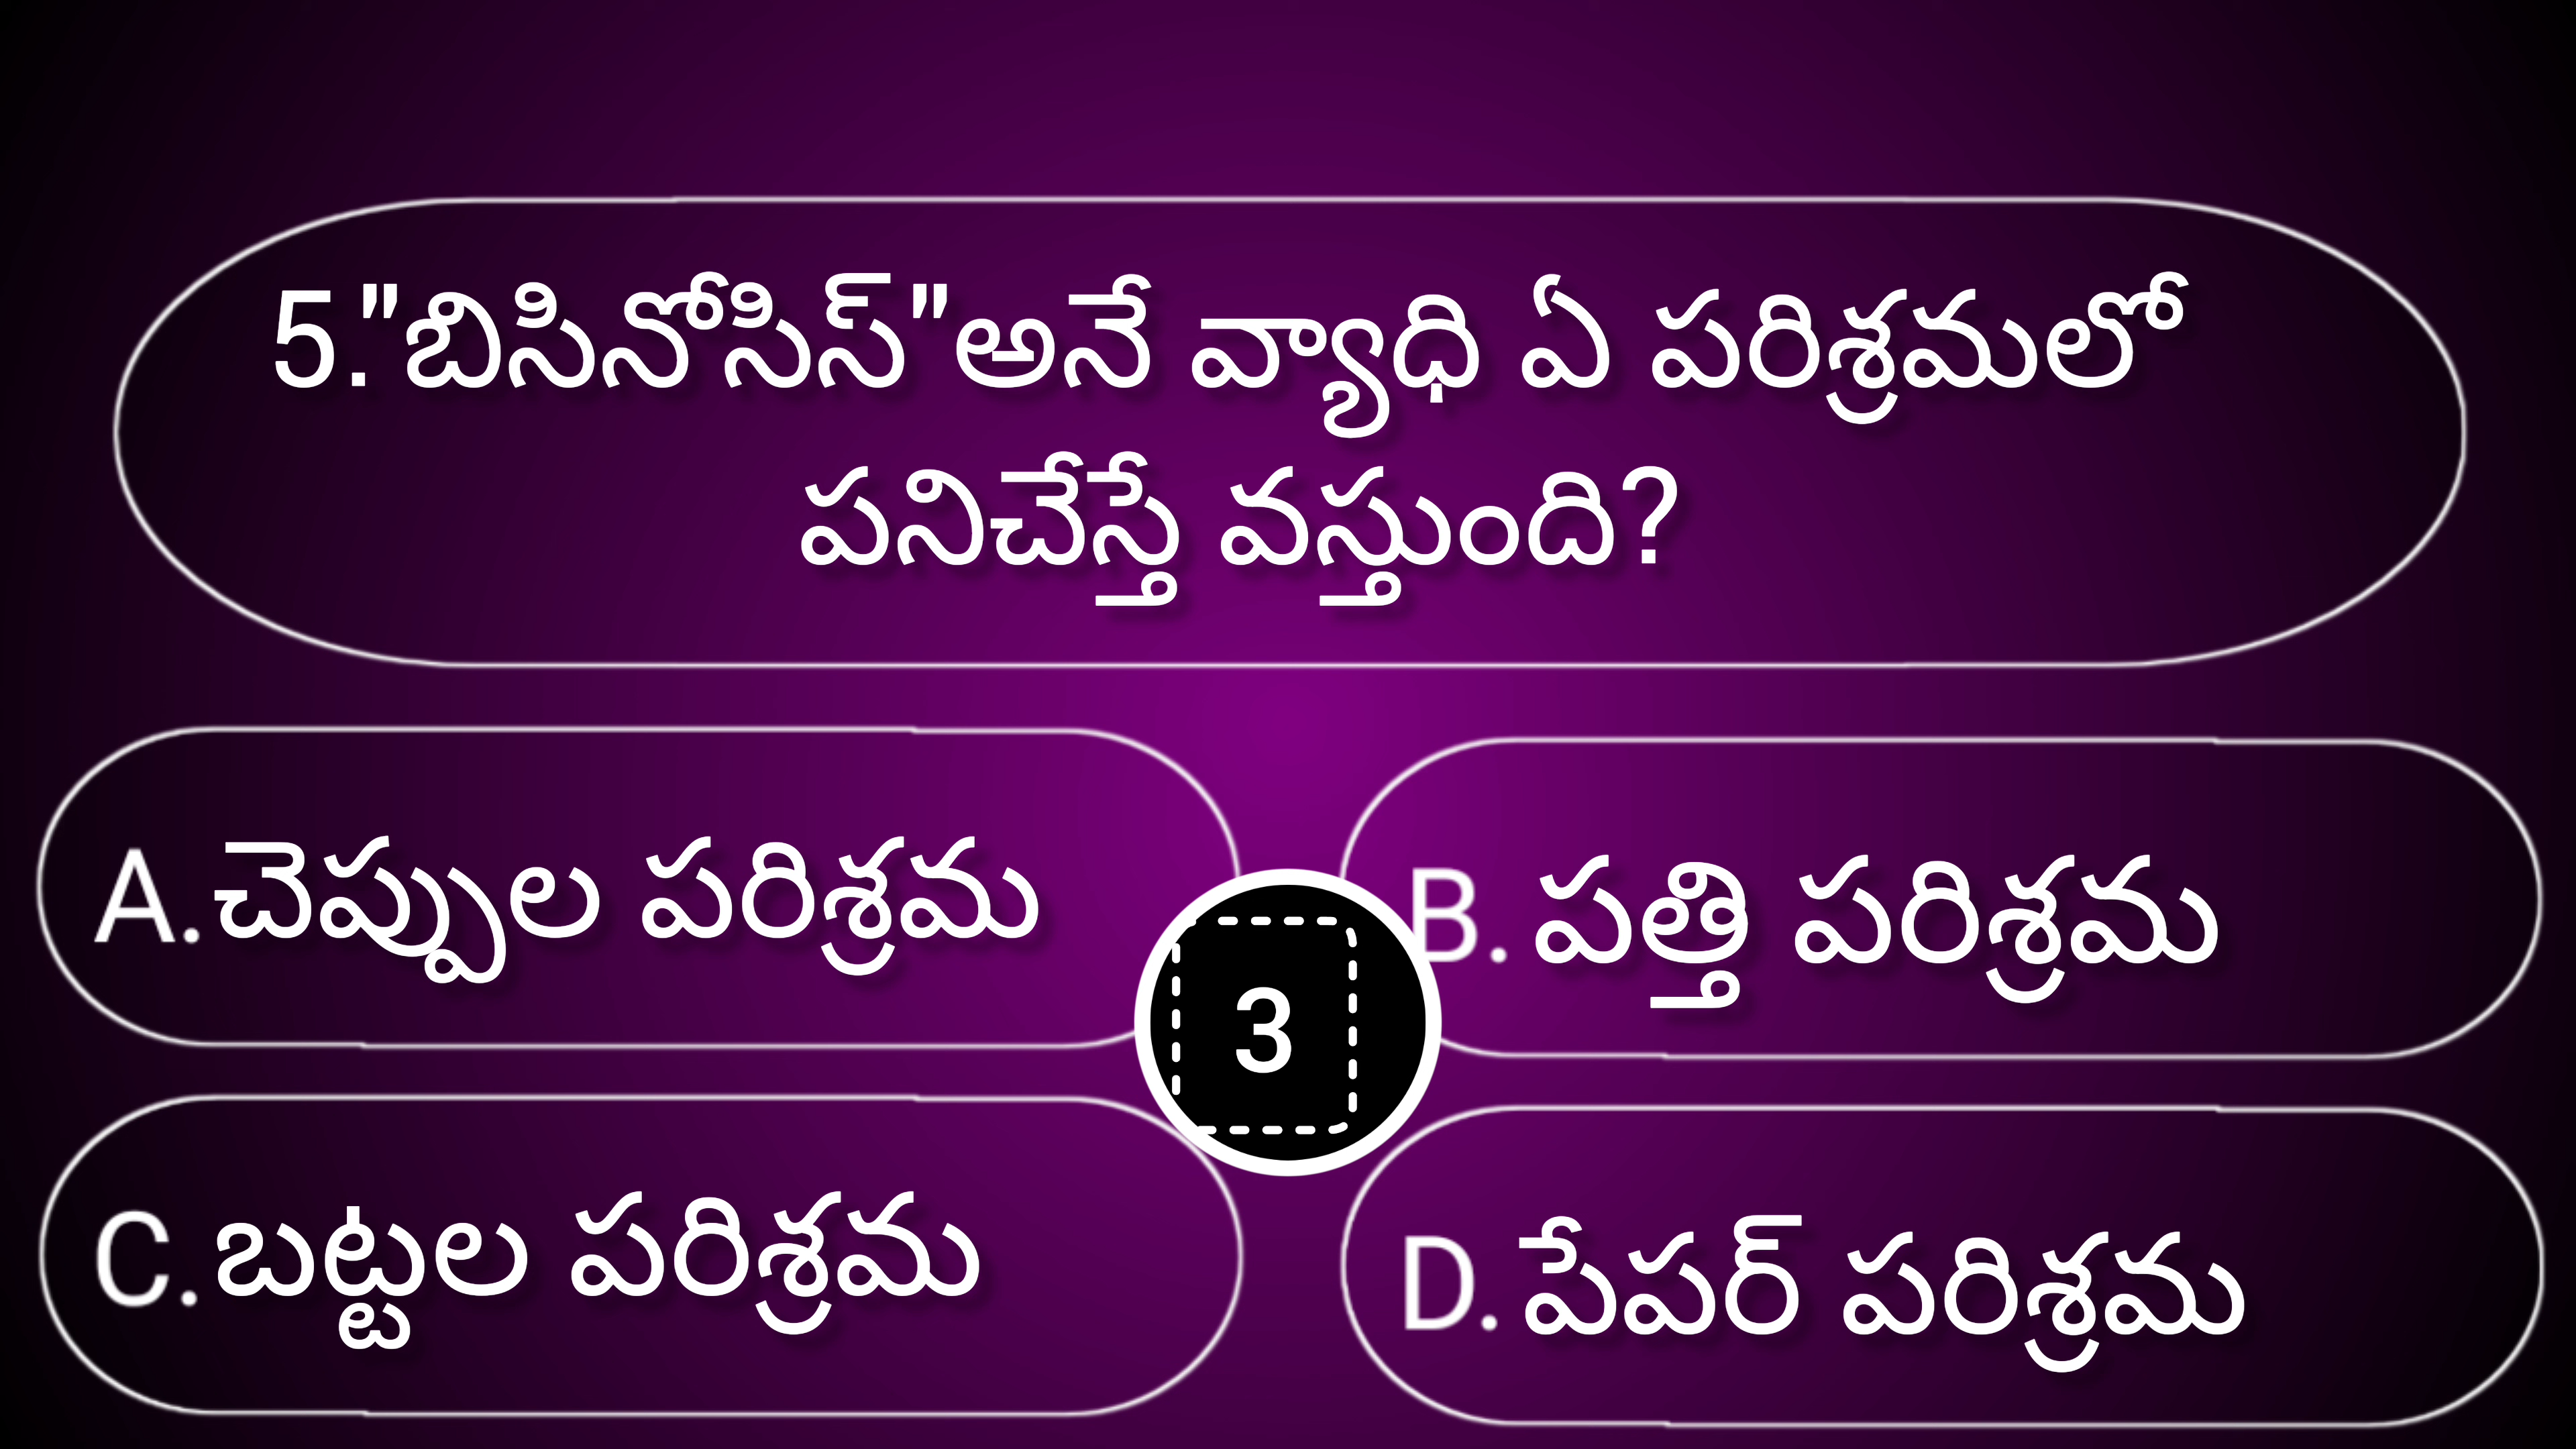 5."బిసినోసిస్"అనే వ్యాధి ఏ పరిశ్రమలో
పనిచేస్తే వస్తుంది?
A.చెప్పుల పరిశ్రమ
B. పత్తి పరిశ్రమ
3
C.బట్టల పరిశ్రమ
D.పేపర్ పరిశ్రమ